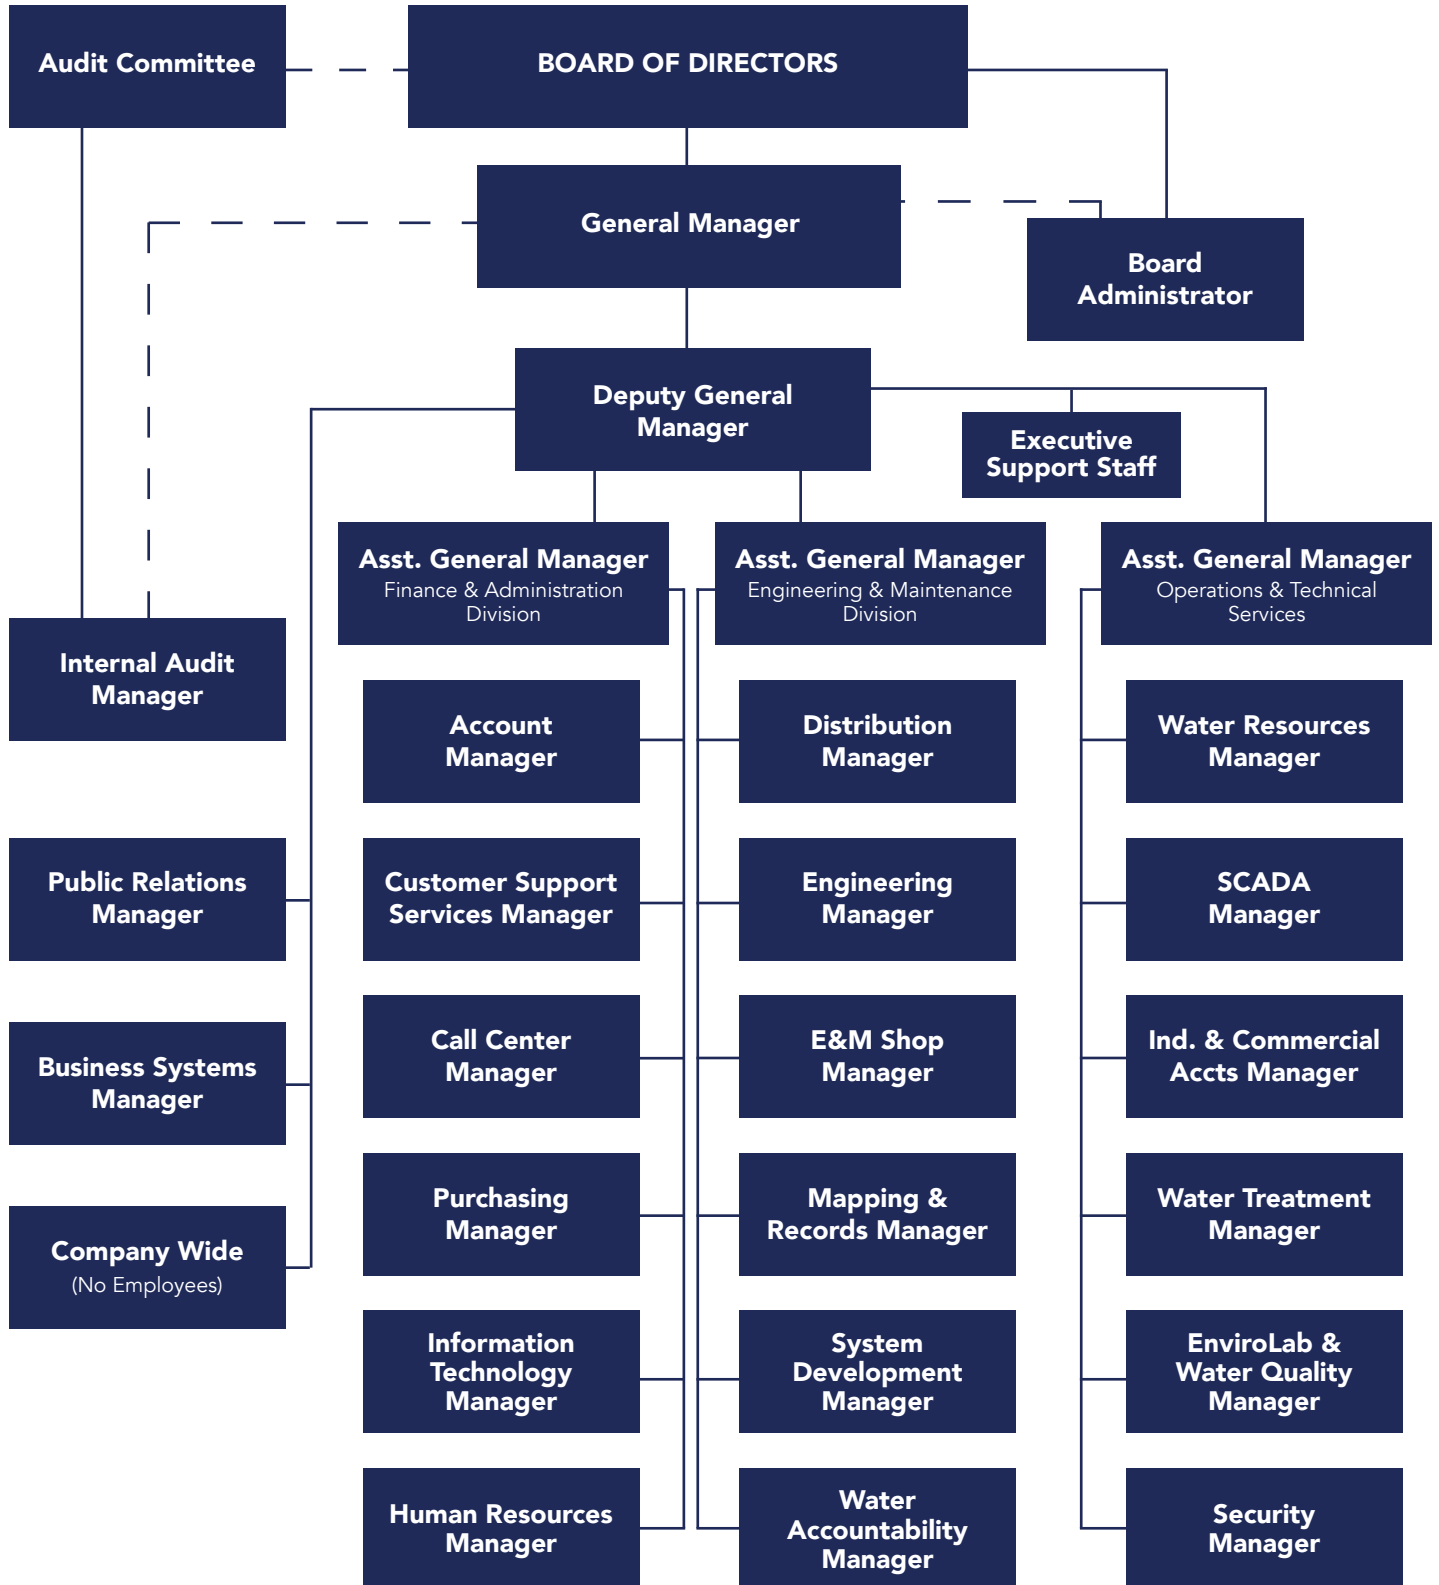 Audit Committee
BOARD OF DIRECTORS
General Manager
Board
Administrator
Deputy General
Manager
Executive
Support Staff
Asst. General Manager
Finance & Administration
Division
Asst. General Manager
Engineering & Maintenance
Division
Asst. General Manager
Operations & Technical
Services
Internal Audit
Manager
Public Relations
Manager
Business Systems
Manager
Company Wide
(No Employees)
Account
Manager
Customer Support
Services Manager
Call Center
Manager
Purchasing
Manager
Information
Technology
Manager
Human Resources
Manager
Distribution
Manager
Engineering
Manager
E&M Shop
Manager
Mapping &
Records Manager
System
Development
Manager
Water
Accountability
Manager
Water Resources
Manager
SCADA
Manager
Ind. & Commercial
Accts Manager
Water Treatment
Manager
EnviroLab &
Water Quality
Manager
Security
Manager